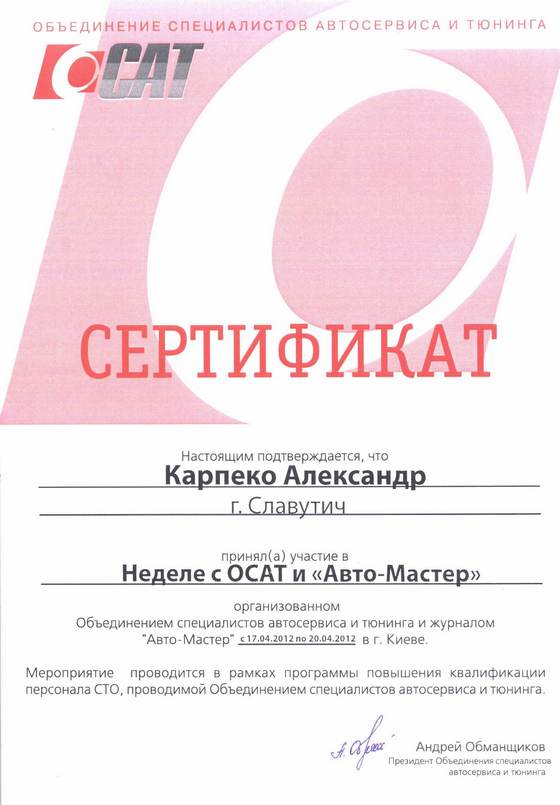 ОБЪЕДИНЕНИЕ СПЕЦИАЛИСТОВ АВТОСЕРВИСА И ТЮНИНГА
ОСАТ
СЕРТИФИКАТ
Настоящим подтверждается, что
Карпеко Александр
г. Славутич
принял(а) участие в
Неделе с ОСАТ и «Авто-Мастер»
организованном
Объединением специалистов автосервиса и тюнинга и журналом
"Авто-Мастер" с 17.04.2012 по 20.04.2012 в г. Киеве.
Мероприятие проводится в рамках программы повышения квалификации
персонала СТО, проводимой Объединением специалистов автосервиса и тюнинга.
Андрей Обманщиков
Президент Объединения специалистов
автосервиса и тюнинга